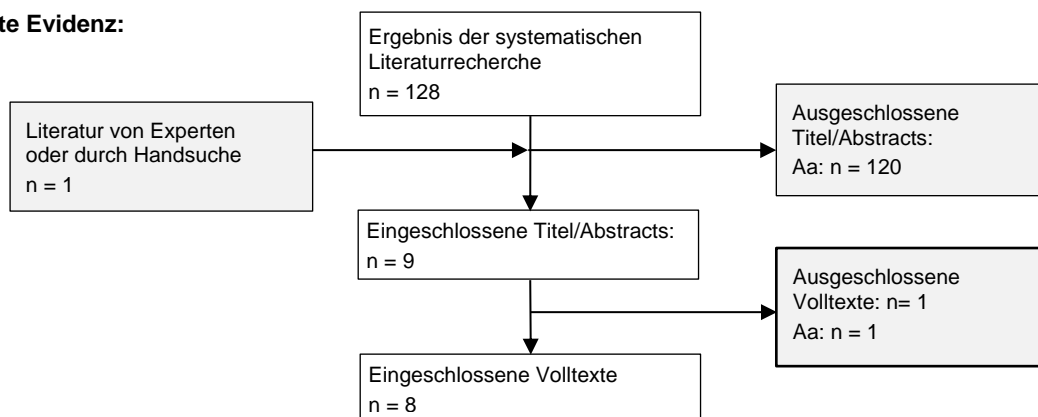 te Evidenz:
Ergebnis der systematischen
Literaturrecherche
n = 128
Literatur von Experten
oder durch Handsuche
n = 1
Ausgeschlossene
Titel/Abstracts:
Aa: n = 120
Eingeschlossene Titel/Abstracts:
n = 9
Ausgeschlossene
Volltexte: n= 1
Aa: n = 1
Eingeschlossene Volltexte
n = 8